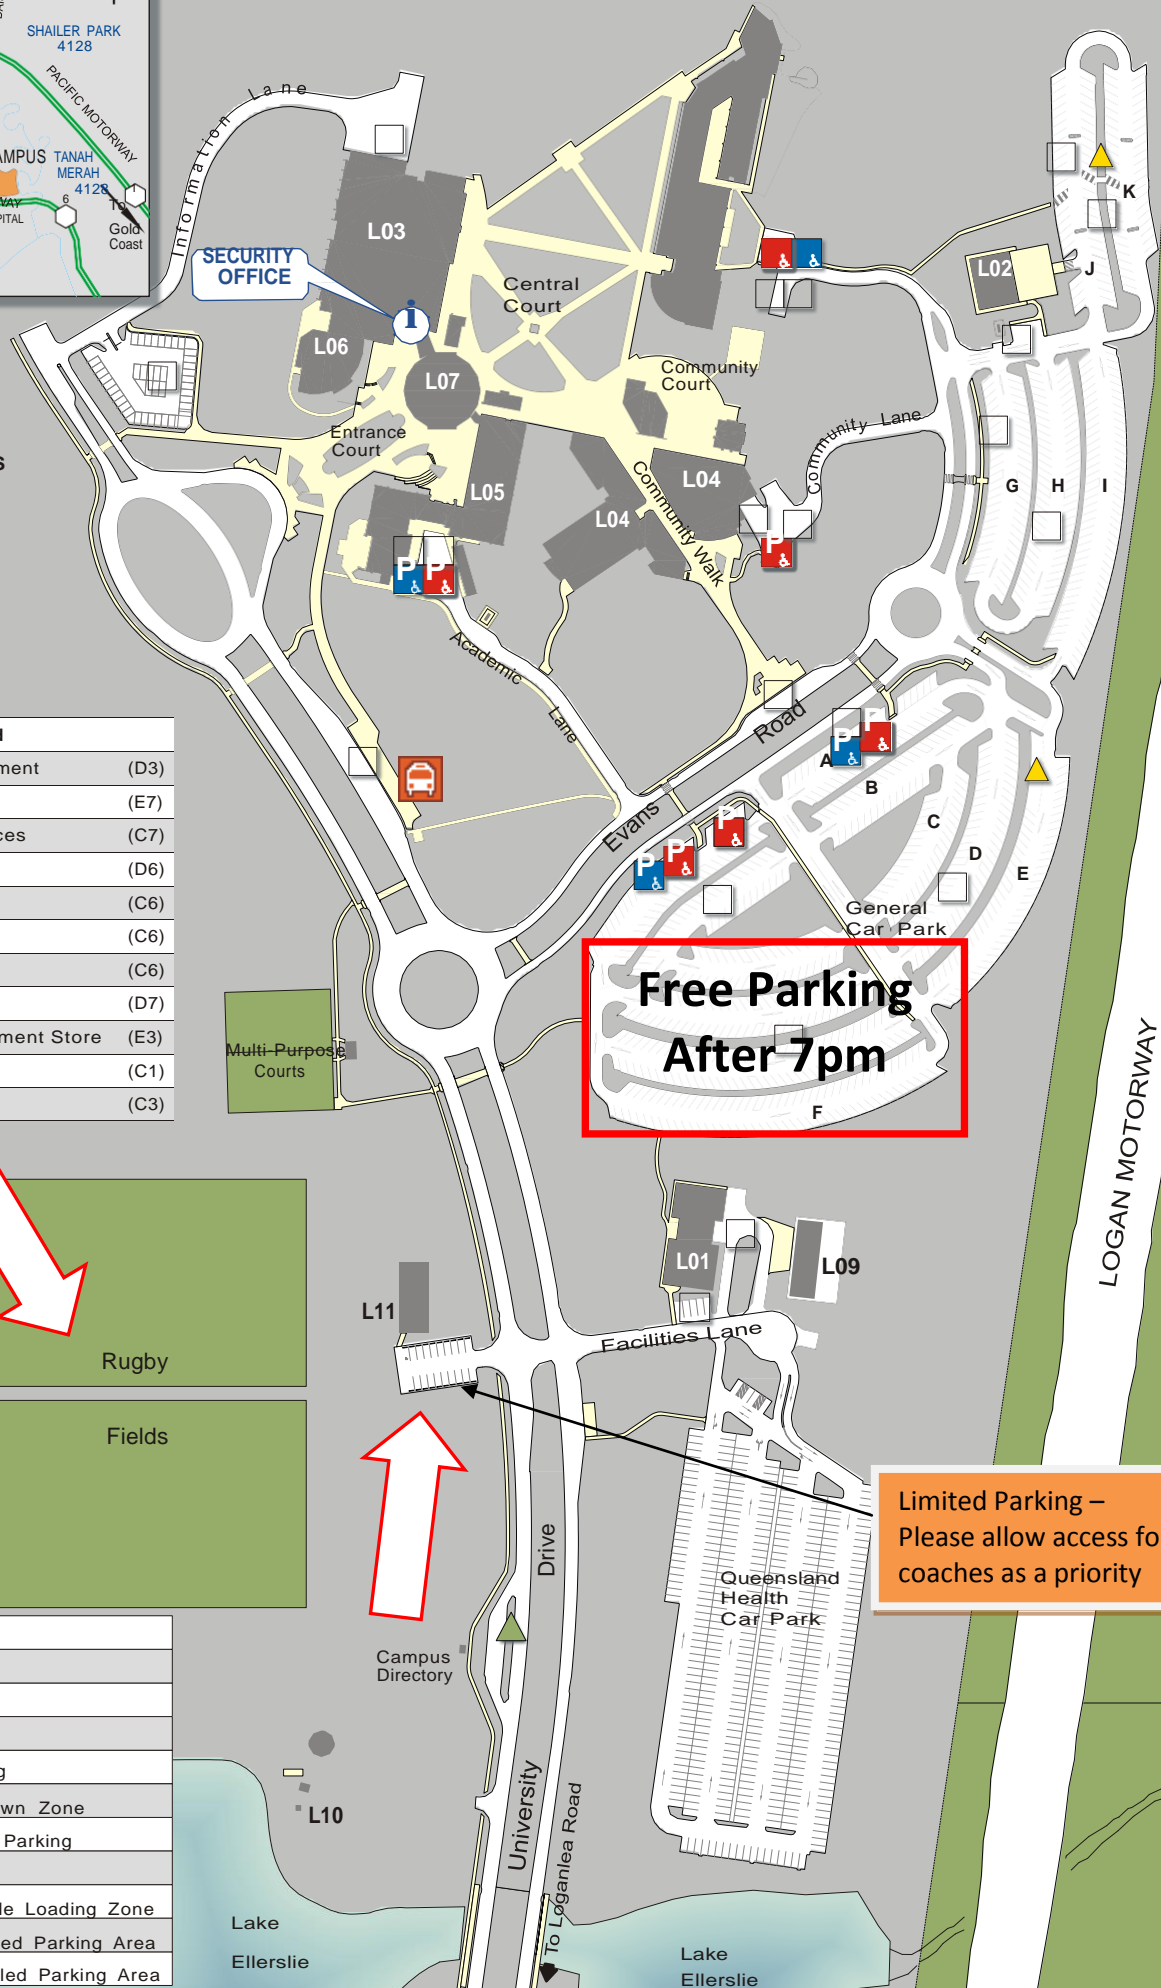 SHAILER PARK
4128
PACIFIC MOTORWAY
AMPUS
TANAH
MERAH
4128
WAY
PITAL
6
1
To
Gold
Coast
Information Lane
SECURITY
OFFICE
i
L03
L06
L07
Central
Court
Community
Court
Entrance
Court
L05
L04
L04
Community Lane
Community Walk
L02
K
J
G
H
I
P
P
P
Academic
Lane
Evans
Road
P
P
A
B
C
D
E
P
P
P
General
Car Park
Free Parking
After 7pm
F
ment (D3)
(E7)
ces (C7)
(D6)
(C6)
(C6)
(C6)
(D7)
ment Store (E3)
(C1)
(C3)
Multi-Purpose
Courts
LOGAN MOTORWAY
L01
L09
L11
Facilities Lane
Rugby
Fields
Limited Parking –
Please allow access fo
coaches as a priority
Queensland
Health
Car Park
Drive
Campus
Directory
University
To Loganlea Road
L10
g
wn Zone
Parking
le Loading Zone
ed Parking Area
led Parking Area
Lake
Ellerslie
Lake
Ellerslie